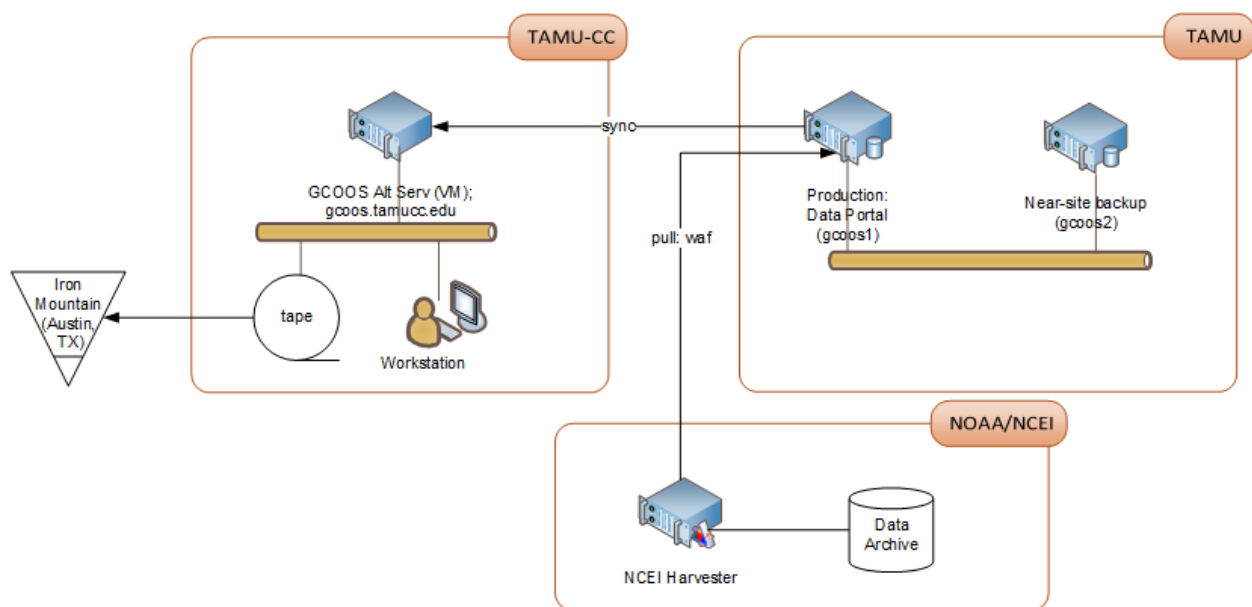 TAMU-CC
TAMU
sync
GCOOS Alt Serv (VM);
gcoos.tamucc.edu
Production:
Data Portal
(gcoos1)
Near-site backup
(gcoos2)
pull: waf
Iron
Mountain
(Austin,
TX)
tape
Workstation
NOAA/NCEI
Data
Archive
NCEI Harvester